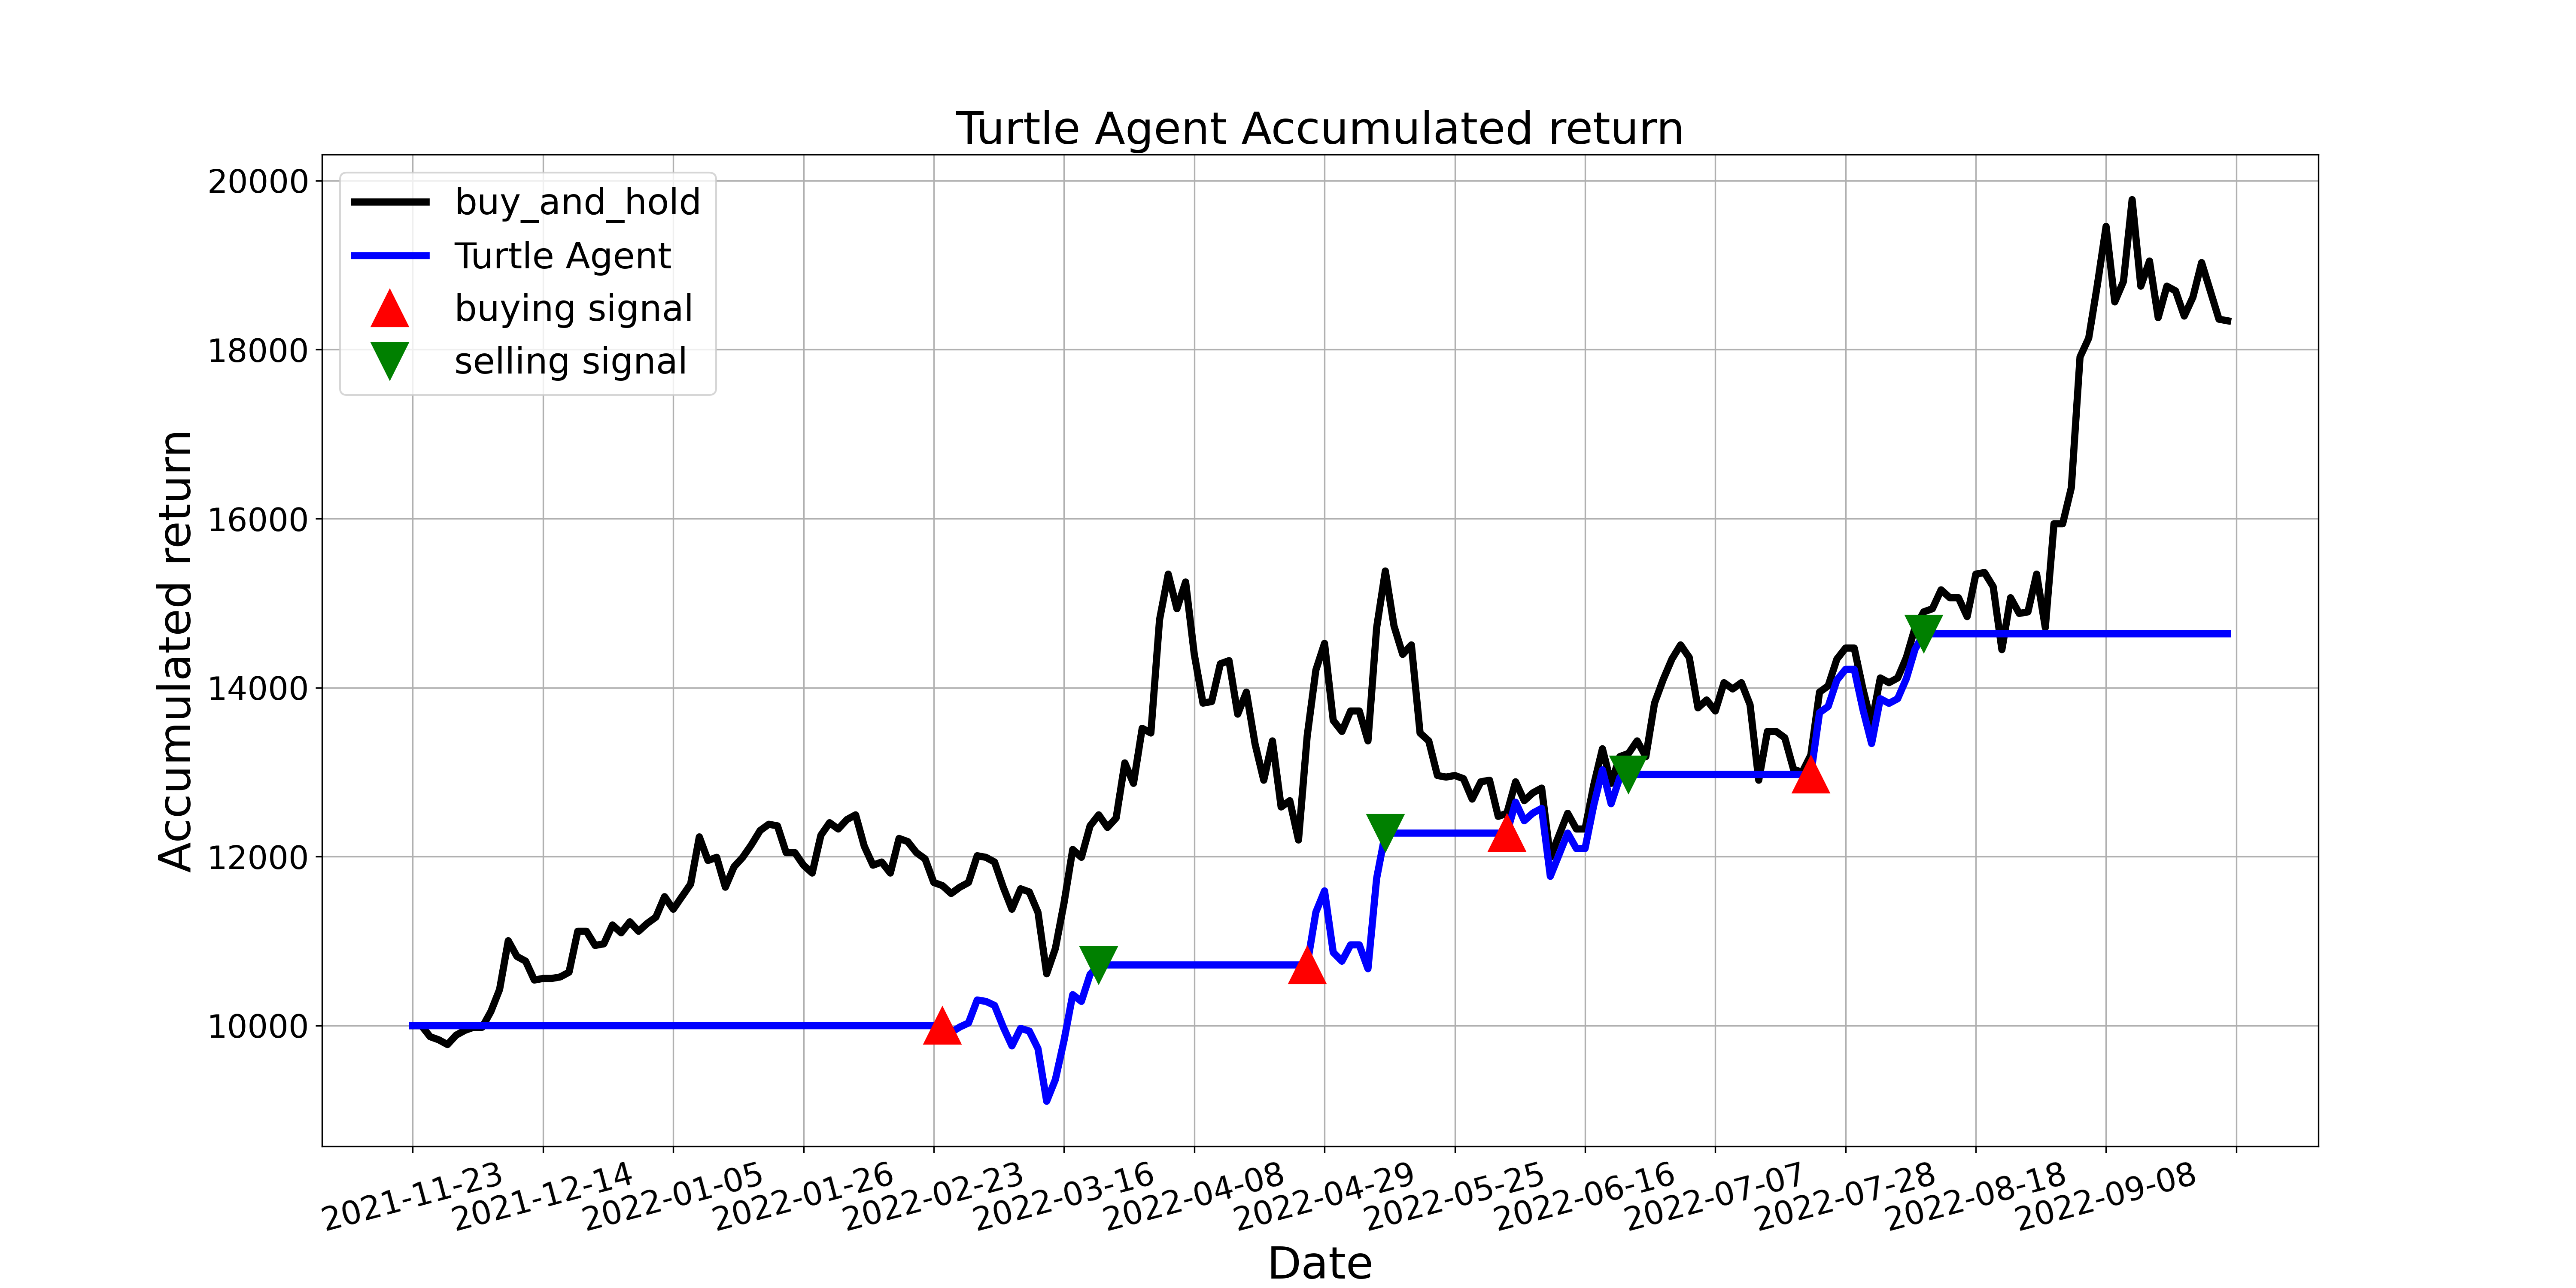 Turtle Agent Accumulated return
buy_and_hold
Turtle Agent
buying signal
selling signal
Accumulated return
20000
18000
16000
14000
12000
10000
2021-11-23
2021-12-14
2022-01-05
2022-01-26
2022-02-23
2022-03-16
2022-04-08
2022-04-29
2022-05-25
2022-06-16
2022-07-07
2022-07-28
2022-08-18
2022-09-08
Date